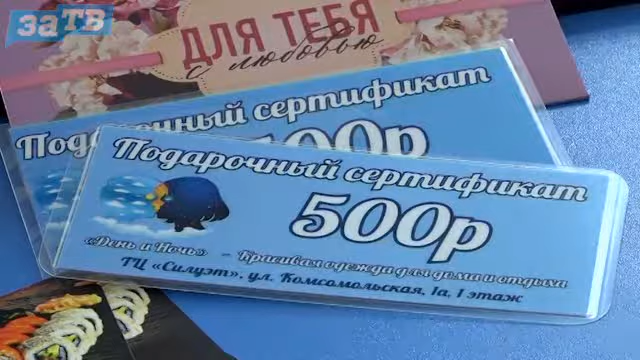 заТВ
ДЛЯ ТЕБЯ
с любовью
Подарочный сертификат
500р
Подарочный сертификат
500р
«День и Ночь» - Красивая одежда для дома и отдыха
ТЦ «Силуэт», ул. Комсомольская, 1а, 1 этаж